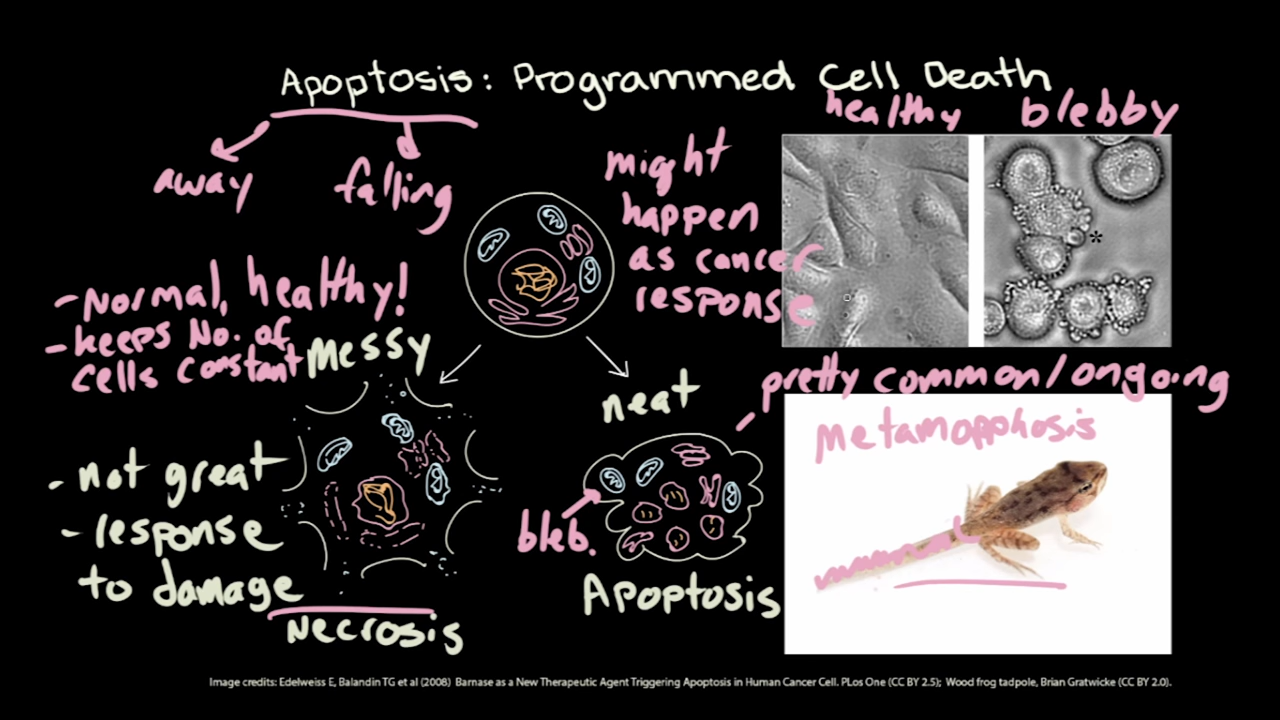 Apoptosis: Programmed Cell Death
healthy
blebby
away
falling
might
happen
as cancer
response
- Normal, healthy!
- keeps No. of
cells constant
Messy
neat
pretty common/ongoing
metamorphosis
- not great
- response
to damage
bleb.
Necrosis
Apoptosis
*
Image credits: Edelweiss E, Balandin TG et al (2008) Barnase as a New Therapeutic Agent Triggering Apoptosis in Human Cancer Cell. PLos One (CC BY 2.5); Wood frog tadpole, Brian Gratwicke (CC BY 2.0).